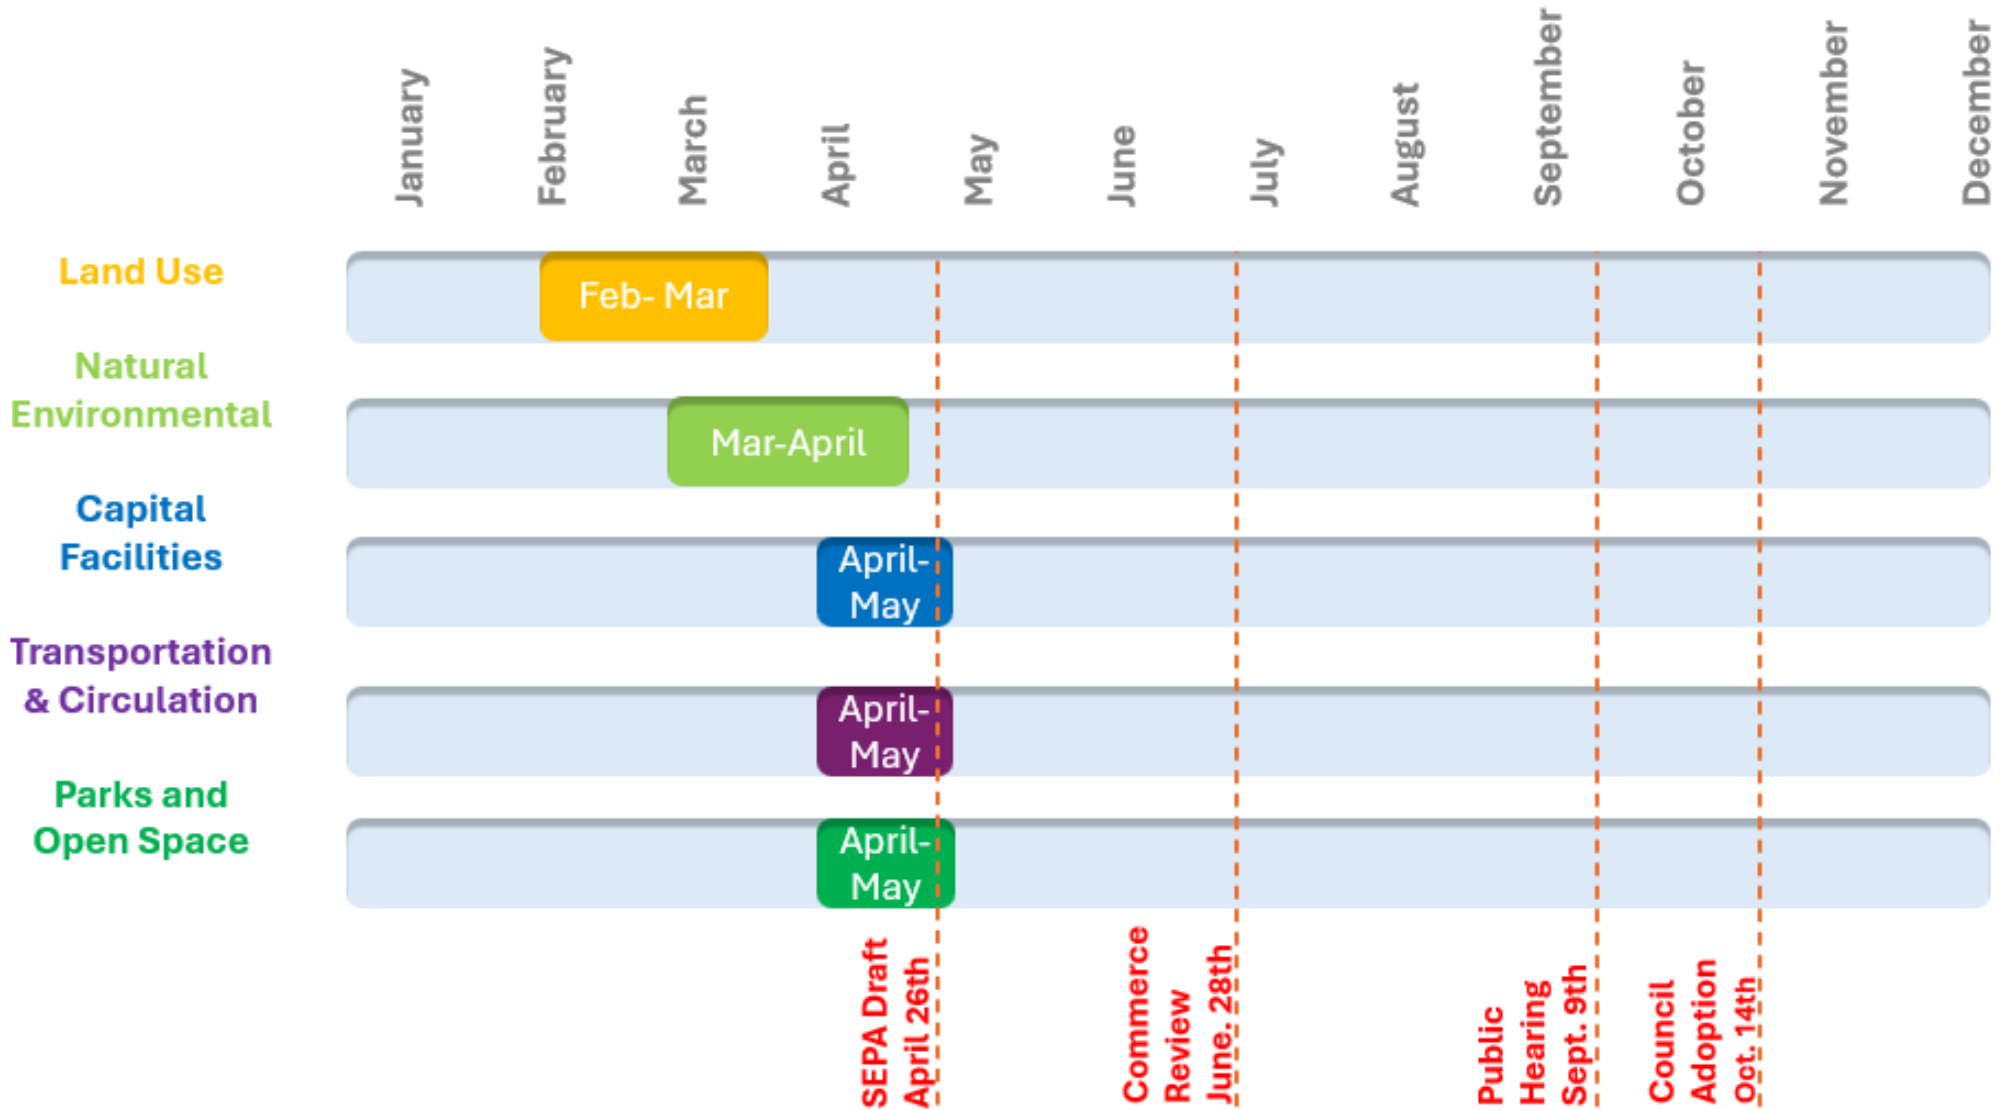 January
February
March
April
May
June
July
August
September
October
November
December
Land Use
Feb- Mar
Natural
Environmental
Mar-April
Capital
Facilities
April-
May
Transportation
& Circulation
April-
May
Parks and
Open Space
April-
May
SEPA Draft
April 26th
Commerce
Review
June. 28th
Public
Hearing
Sept. 9th
Council
Adoption
Oct. 14th